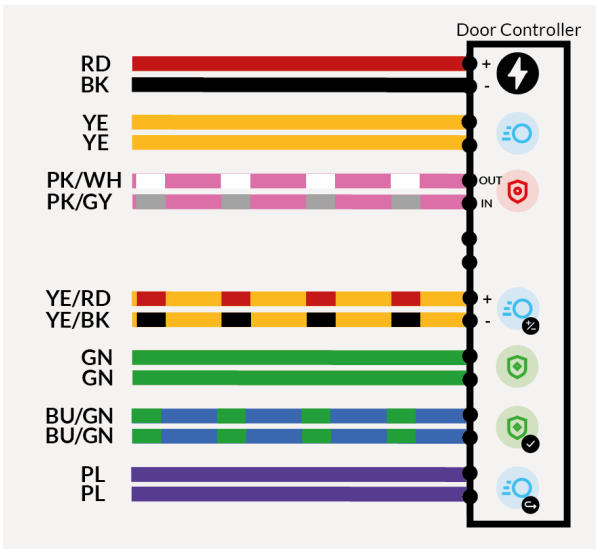 Door Controller
RD
+
BK
-
YE
YE
PK/WH
OUT
PK/GY
IN
YE/RD
+
YE/BK
-
GN
GN
BU/GN
BU/GN
PL
PL